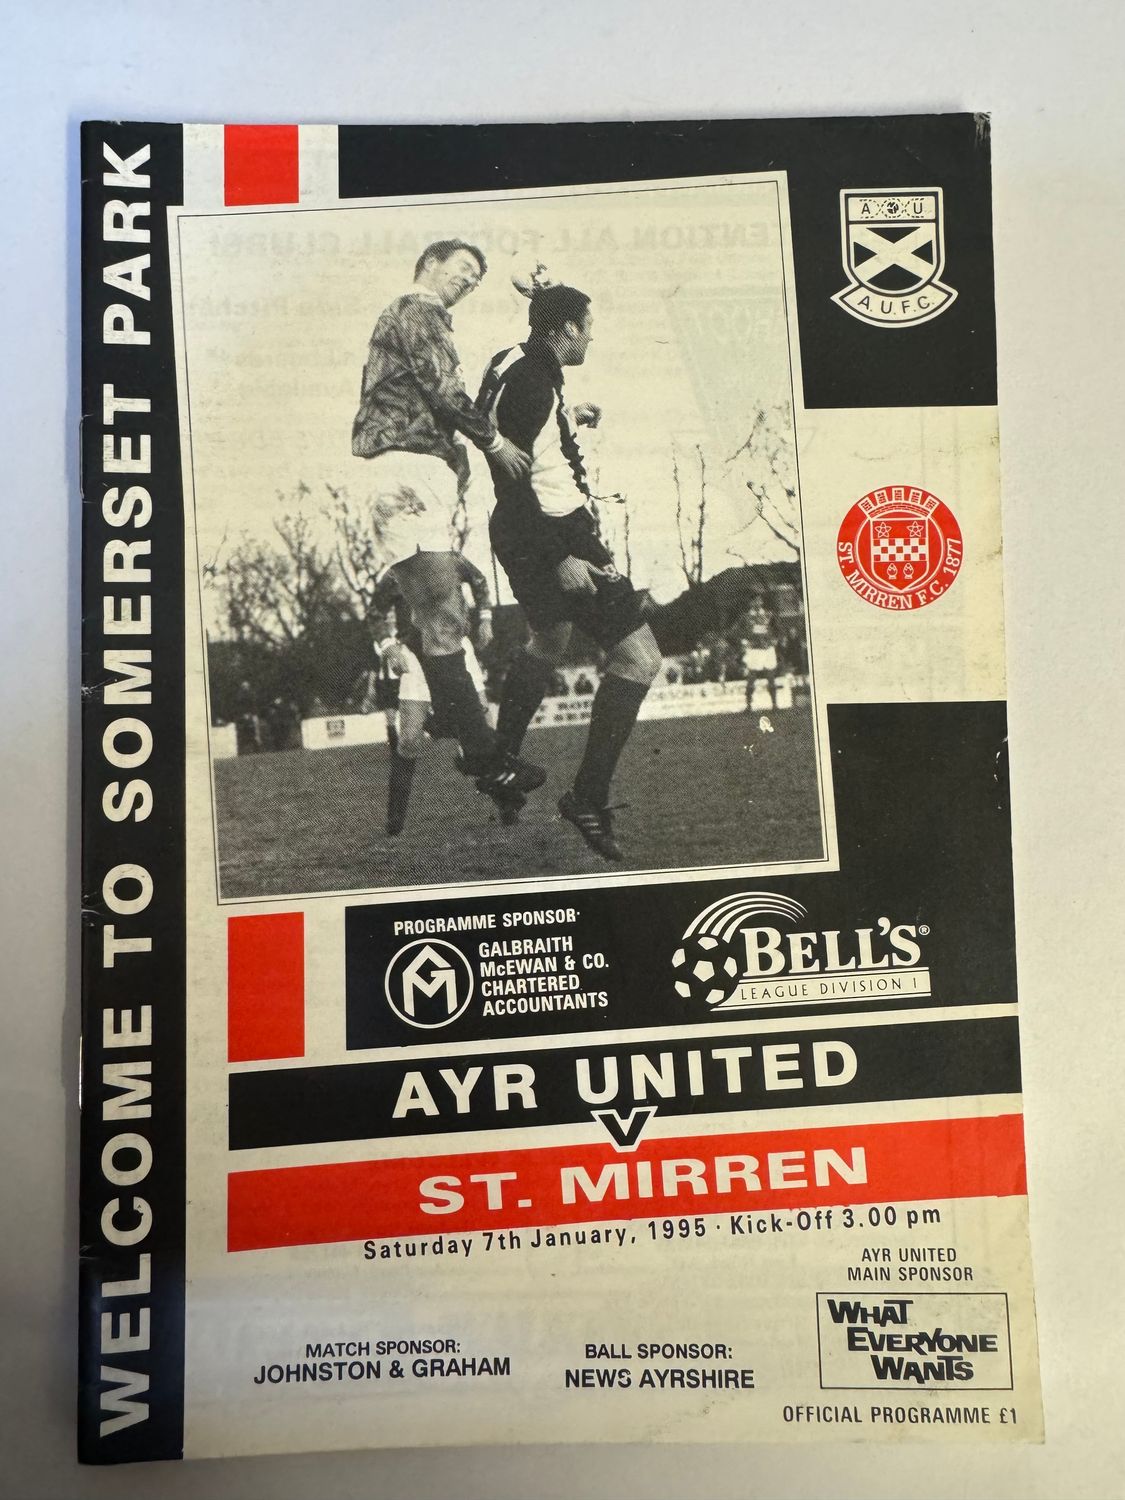 WELCOME TO SOMERSET PARK
A U
A.U.F.C.
ST. MIRREN F.C. 1877
PROGRAMME SPONSOR:
GALBRAITH
McEWAN & CO.
CHARTERED
ACCOUNTANTS
BELL'S®
LEAGUE DIVISION 1
AYR UNITED
V
ST. MIRREN
Saturday 7th January, 1995 · Kick-Off 3.00 pm
AYR UNITED
MAIN SPONSOR
WHAT
EVERYONE
WANTS
MATCH SPONSOR:
JOHNSTON & GRAHAM
BALL SPONSOR:
NEWS AYRSHIRE
OFFICIAL PROGRAMME £1